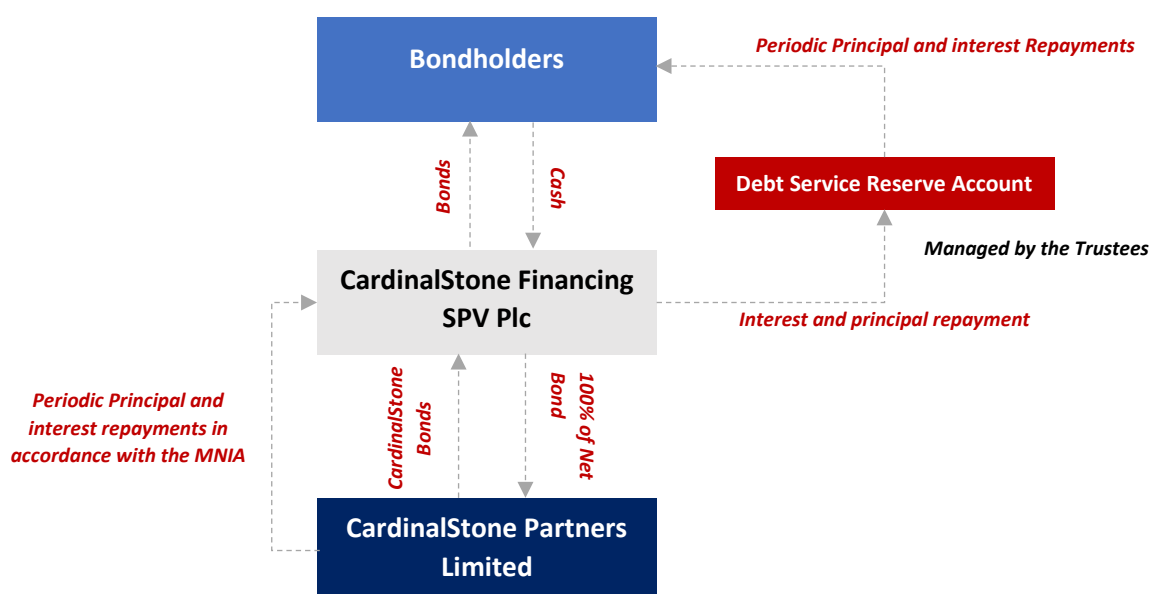 Bondholders
Periodic Principal and interest Repayments
Bonds
Cash
Debt Service Reserve Account
Managed by the Trustees
CardinalStone Financing
SPV Plc
Interest and principal repayment
Periodic Principal and
interest repayments in
accordance with the MNIA
CardinalStone
Bonds
100% of Net
Bond
CardinalStone Partners
Limited